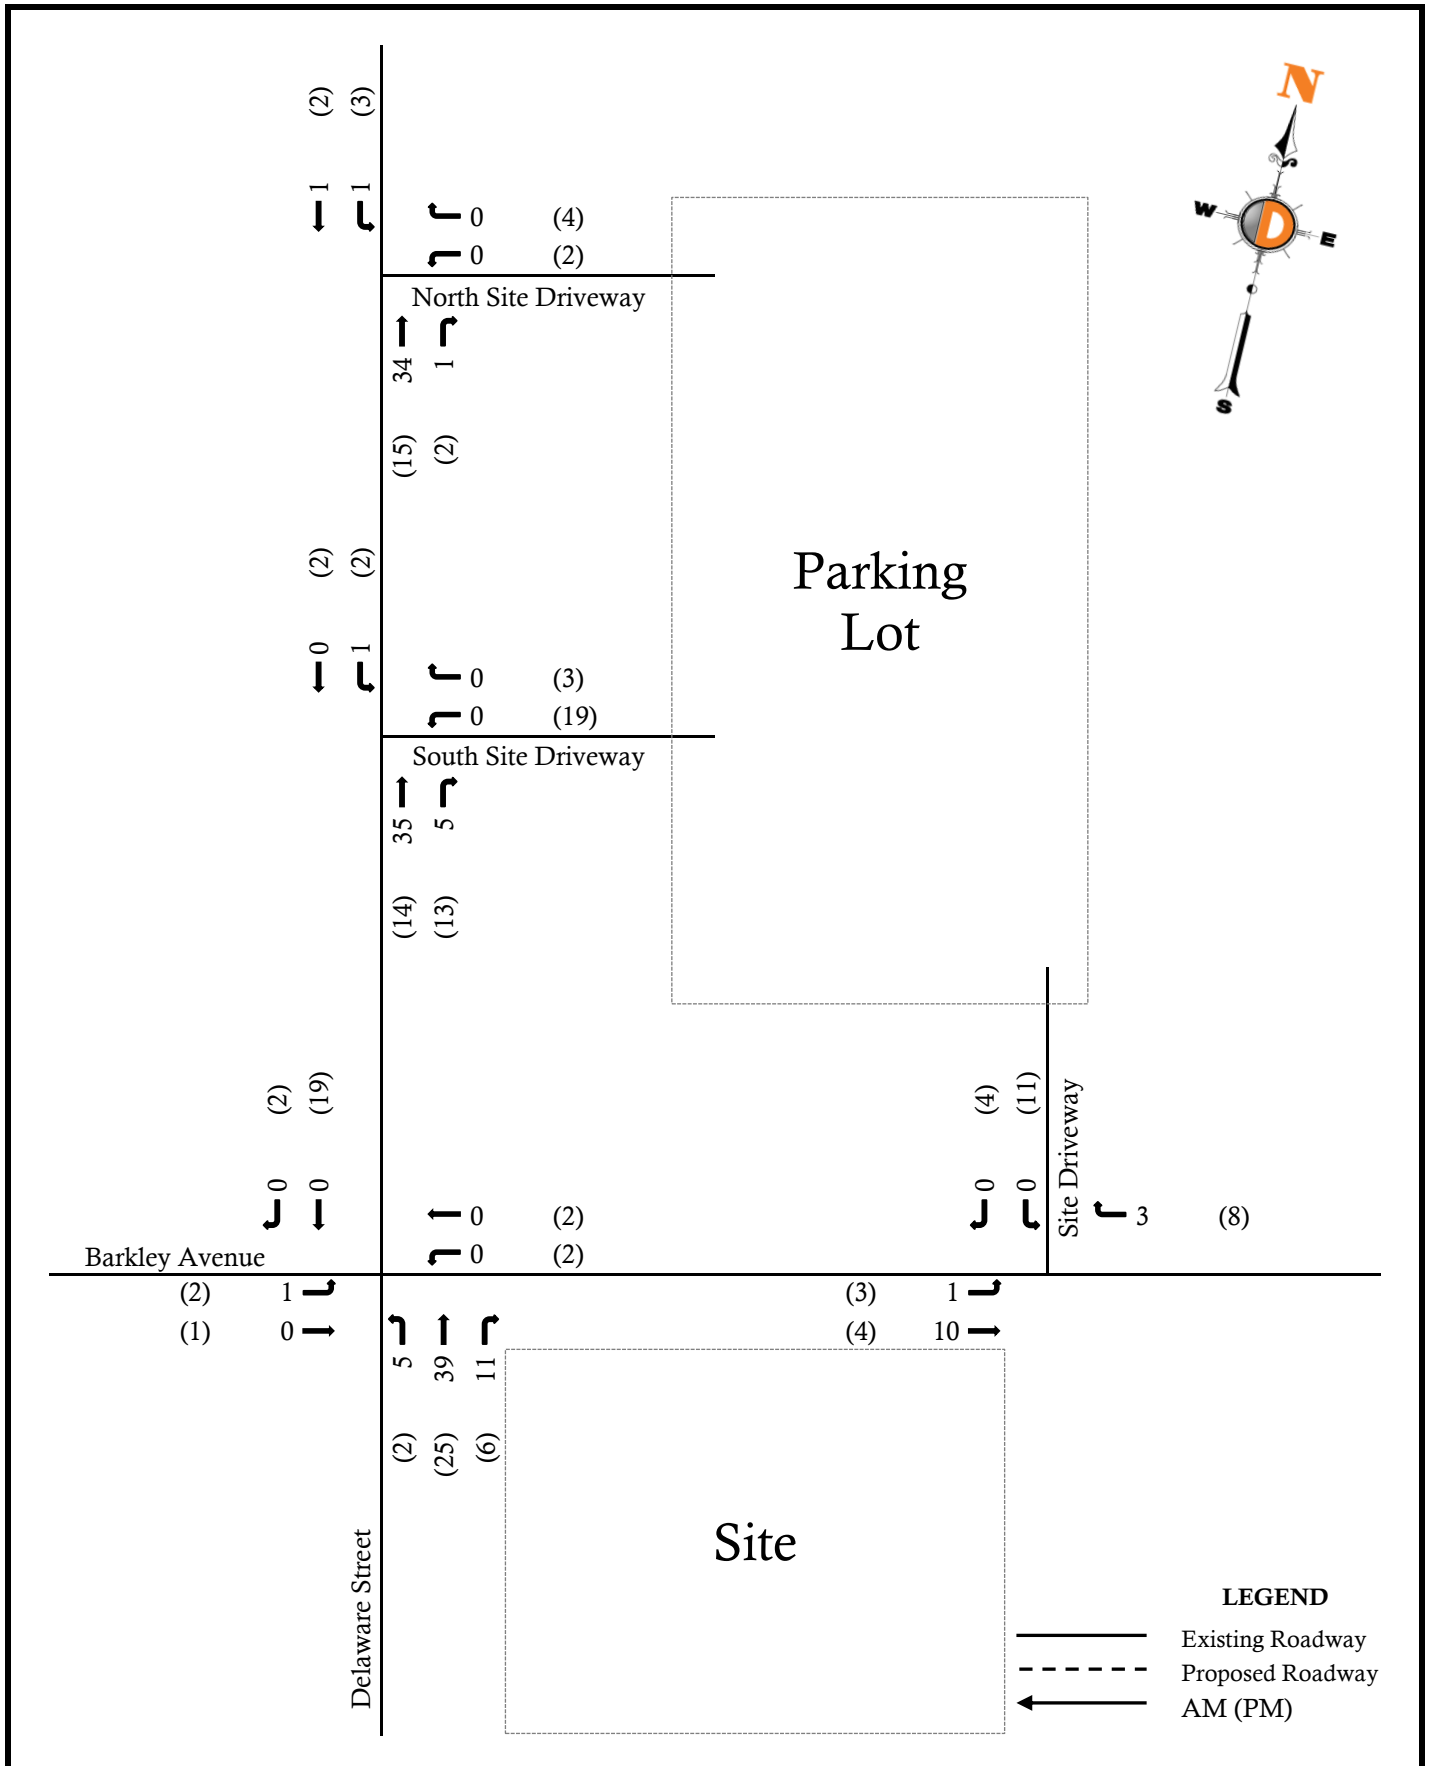 N
W
E
S
(2) (3)
1 1
0 (4)
0 (2)
North Site Driveway
34 1
(15) (2)
(2) (2)
0 1
0 (3)
0 (19)
South Site Driveway
35 5
(14) (13)
Parking
Lot
(2) (19)
0 0
0 (2)
0 (2)
Barkley Avenue
(2) 1
(1) 0
5 39 11
(2) (25) (6)
Delaware Street
(4) (11)
0 0
Site Driveway
3 (8)
(3) 1
(4) 10
Site
LEGEND
Existing Roadway
Proposed Roadway
AM (PM)